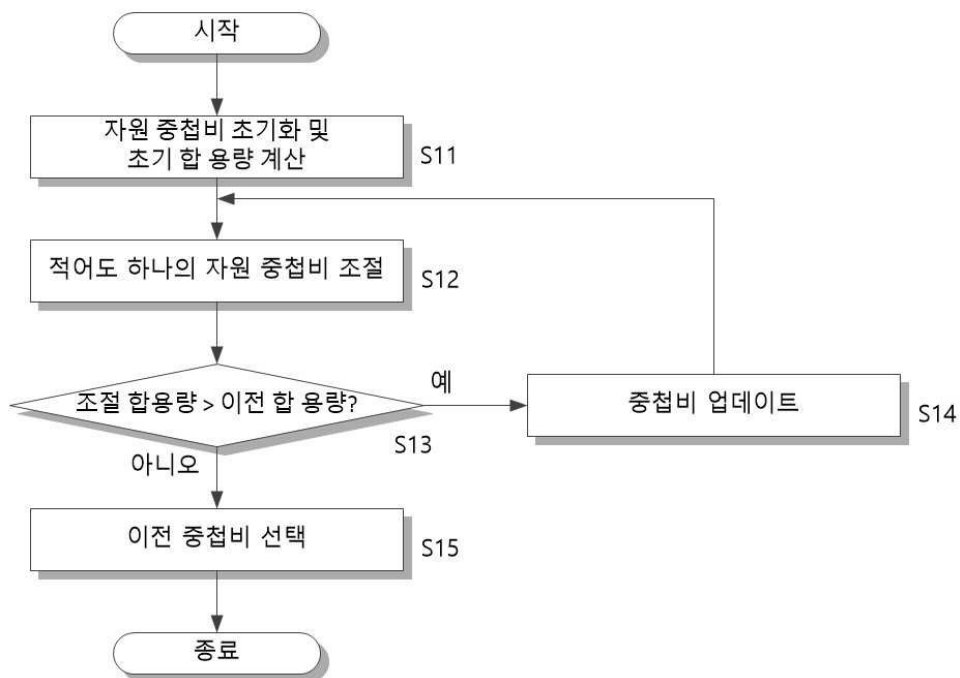 시작
자원 중첩비 초기화 및
초기 합 용량 계산
S11
적어도 하나의 자원 중첩비 조절
S12
조절 합용량 > 이전 합 용량?
S13
예
중첩비 업데이트
S14
아니오
이전 중첩비 선택
S15
종료